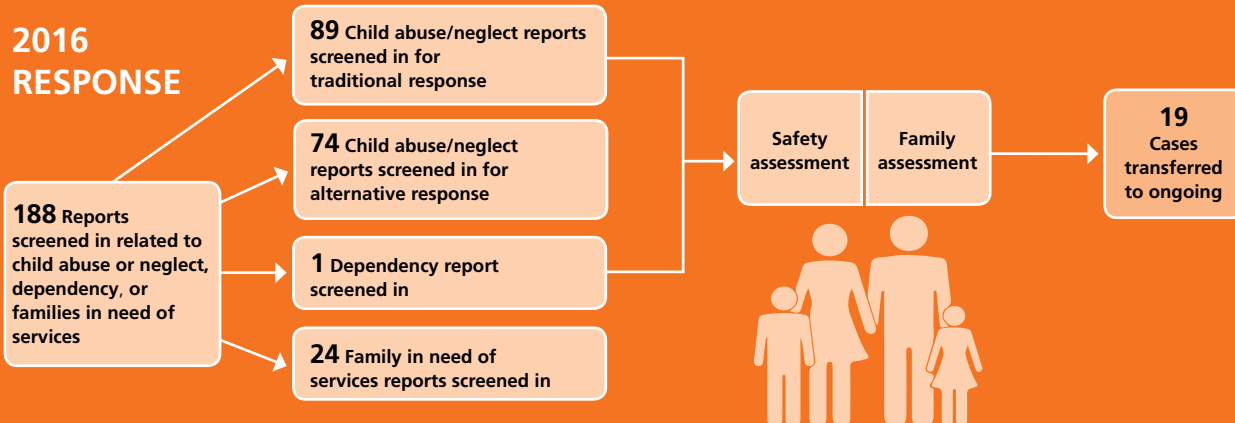 2016
RESPONSE
188 Reports
screened in related to
child abuse or neglect,
dependency, or
families in need of
services
89 Child abuse/neglect reports
screened in for
traditional response
74 Child abuse/neglect
reports screened in for
alternative response
1 Dependency report
screened in
24 Family in need of
services reports screened in
Safety
assessment
Family
assessment
19
Cases
transferred
to ongoing